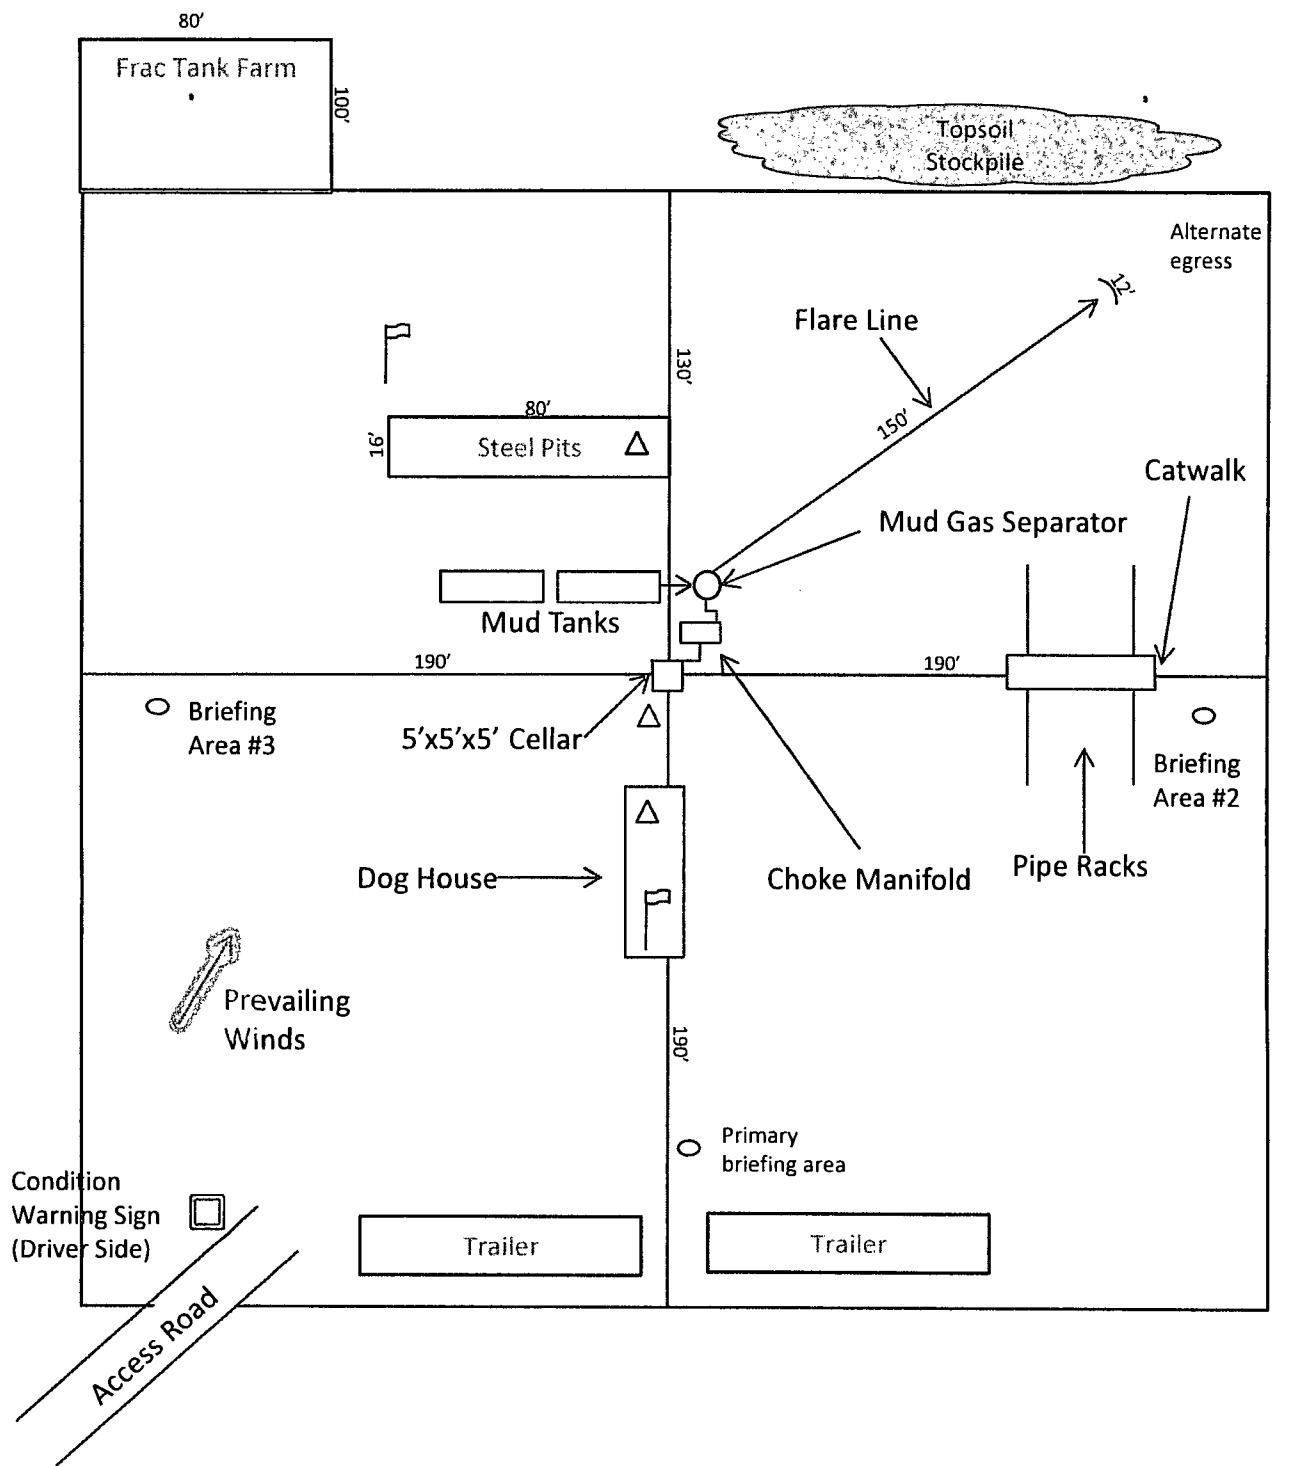 80’
Frac Tank Farm
100’
Topsoil
Stockpile
Alternate
egress
12’
Flare Line
130’
150’
80’
16’
Steel Pits
Catwalk
Mud Gas Separator
Mud Tanks
190’
190’
Briefing
Area #3
5’x5’x5’ Cellar
Briefing
Area #2
Dog House
Choke Manifold
Pipe Racks
Prevailing
Winds
190’
Primary
briefing area
Condition
Warning Sign
(Driver Side)
Trailer
Trailer
Access Road